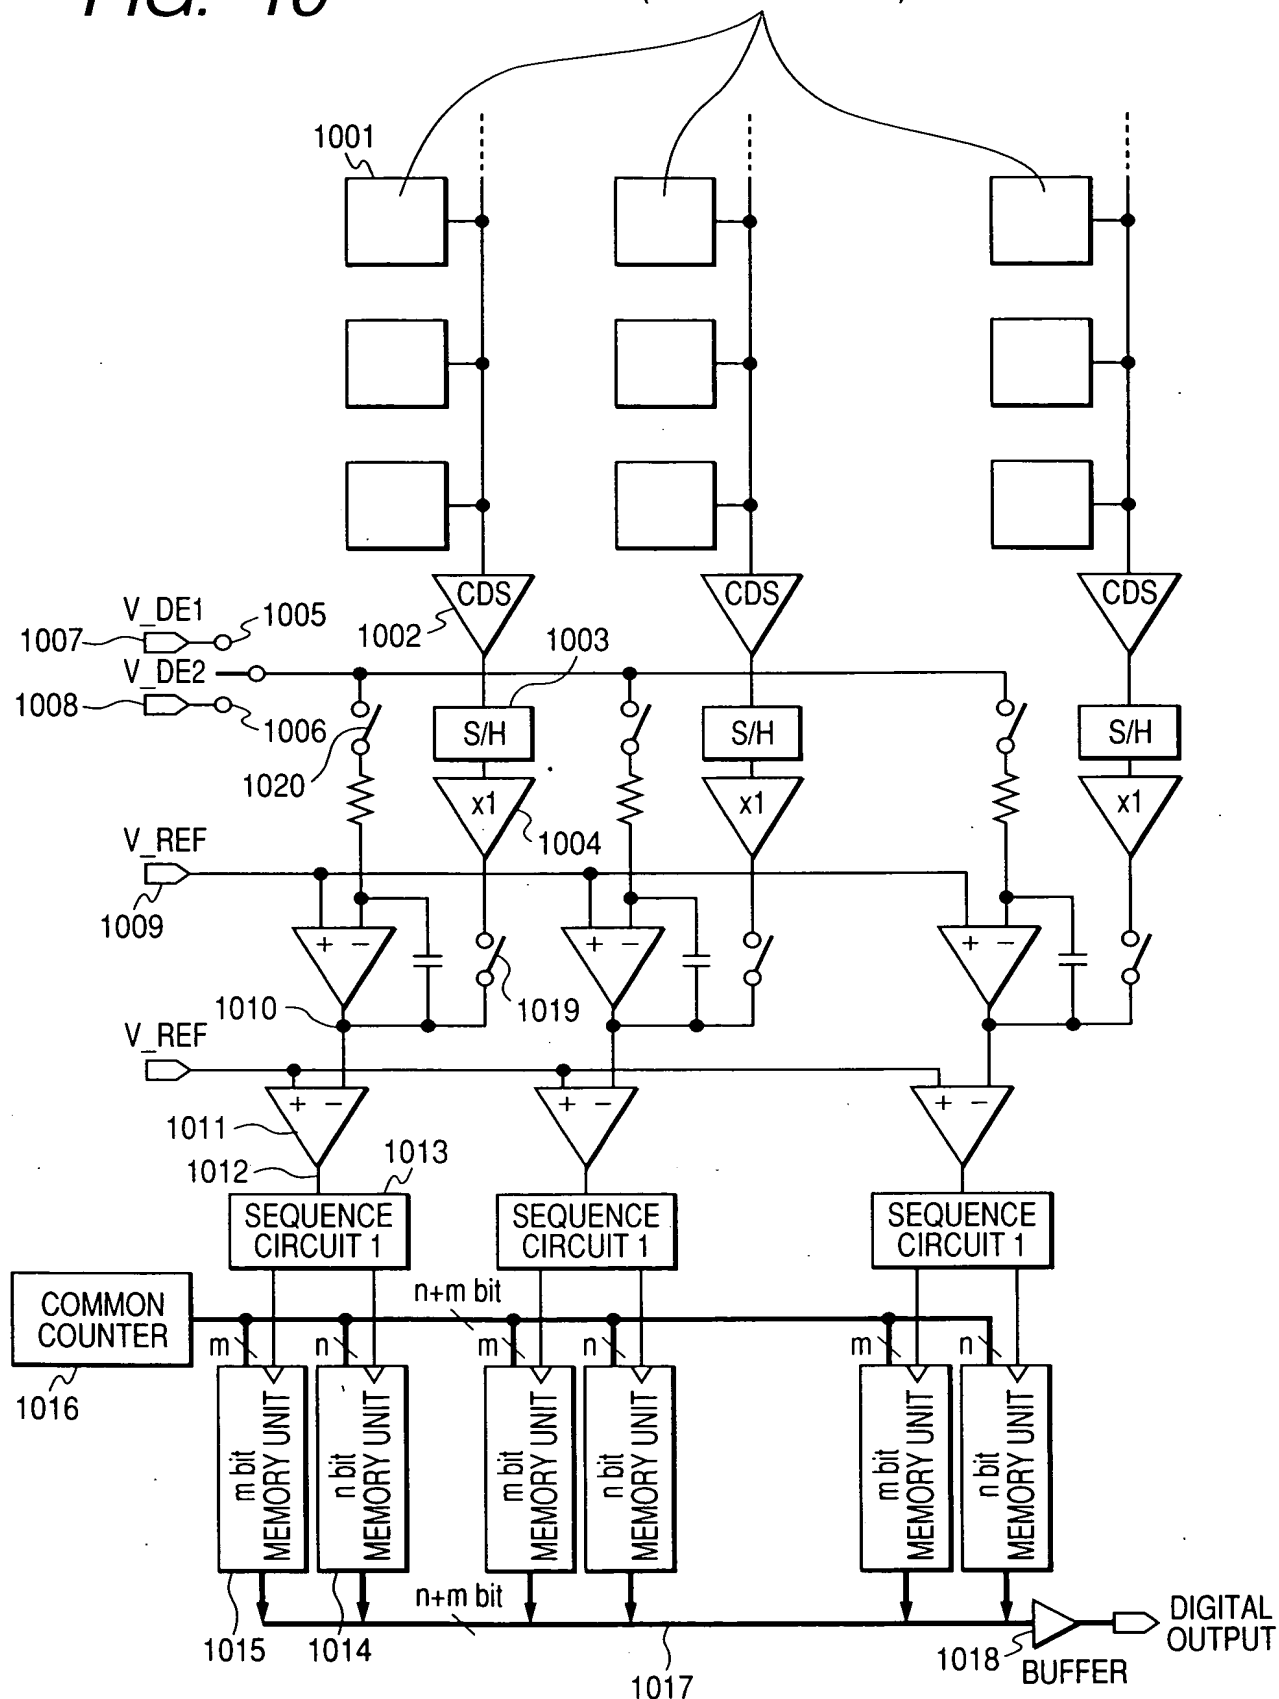 FIG. 10
1001
CDS CDS CDS
1002
V_DE1
1005
1007
1003
V_DE2
1008
1006
S/H S/H S/H
1020
x1 x1 x1
1004
V_REF
1009
+ − + − + −
1019
1010
V_REF
+ − + − + −
1011
1012
1013
SEQUENCE CIRCUIT 1
SEQUENCE CIRCUIT 1
SEQUENCE CIRCUIT 1
COMMON
COUNTER
1016
n+m bit
m n m n m n
m bit
MEMORY UNIT
n bit
MEMORY UNIT
m bit
MEMORY UNIT
n bit
MEMORY UNIT
m bit
MEMORY UNIT
n bit
MEMORY UNIT
n+m bit
1015
1014
1017
1018
BUFFER
DIGITAL
OUTPUT